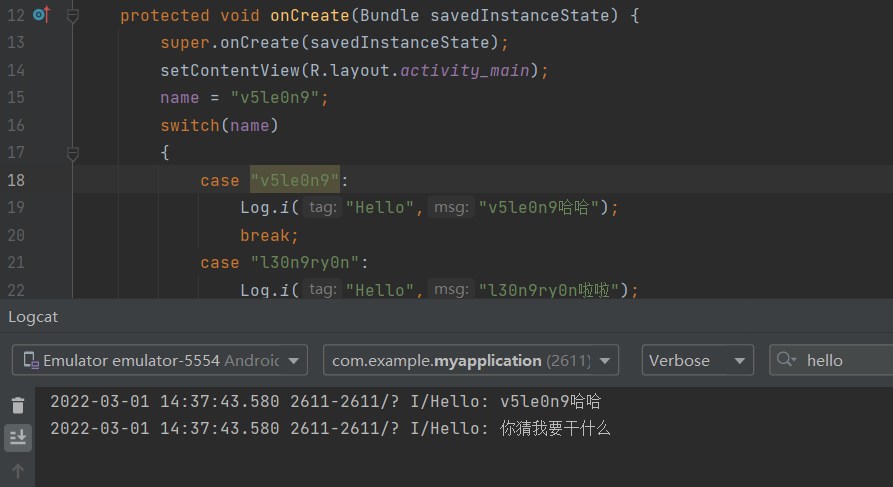 12 protected void onCreate(Bundle savedInstanceState) {
13 super.onCreate(savedInstanceState);
14 setContentView(R.layout.activity_main);
15 name = "v5le0n9";
16 switch(name)
17 {
18 case "v5le0n9":
19 Log.i( tag: "Hello", msg: "v5le0n9哈哈");
20 break;
21 case "l30n9ry0n":
22 Log.i( tag: "Hello", msg: "l30n9ry0n啦啦");
Logcat
Emulator emulator-5554 Android com.example.myapplication (2611) Verbose hello
2022-03-01 14:37:43.580 2611-2611/? I/Hello: v5le0n9哈哈
2022-03-01 14:37:43.580 2611-2611/? I/Hello: 你猜我要干什么